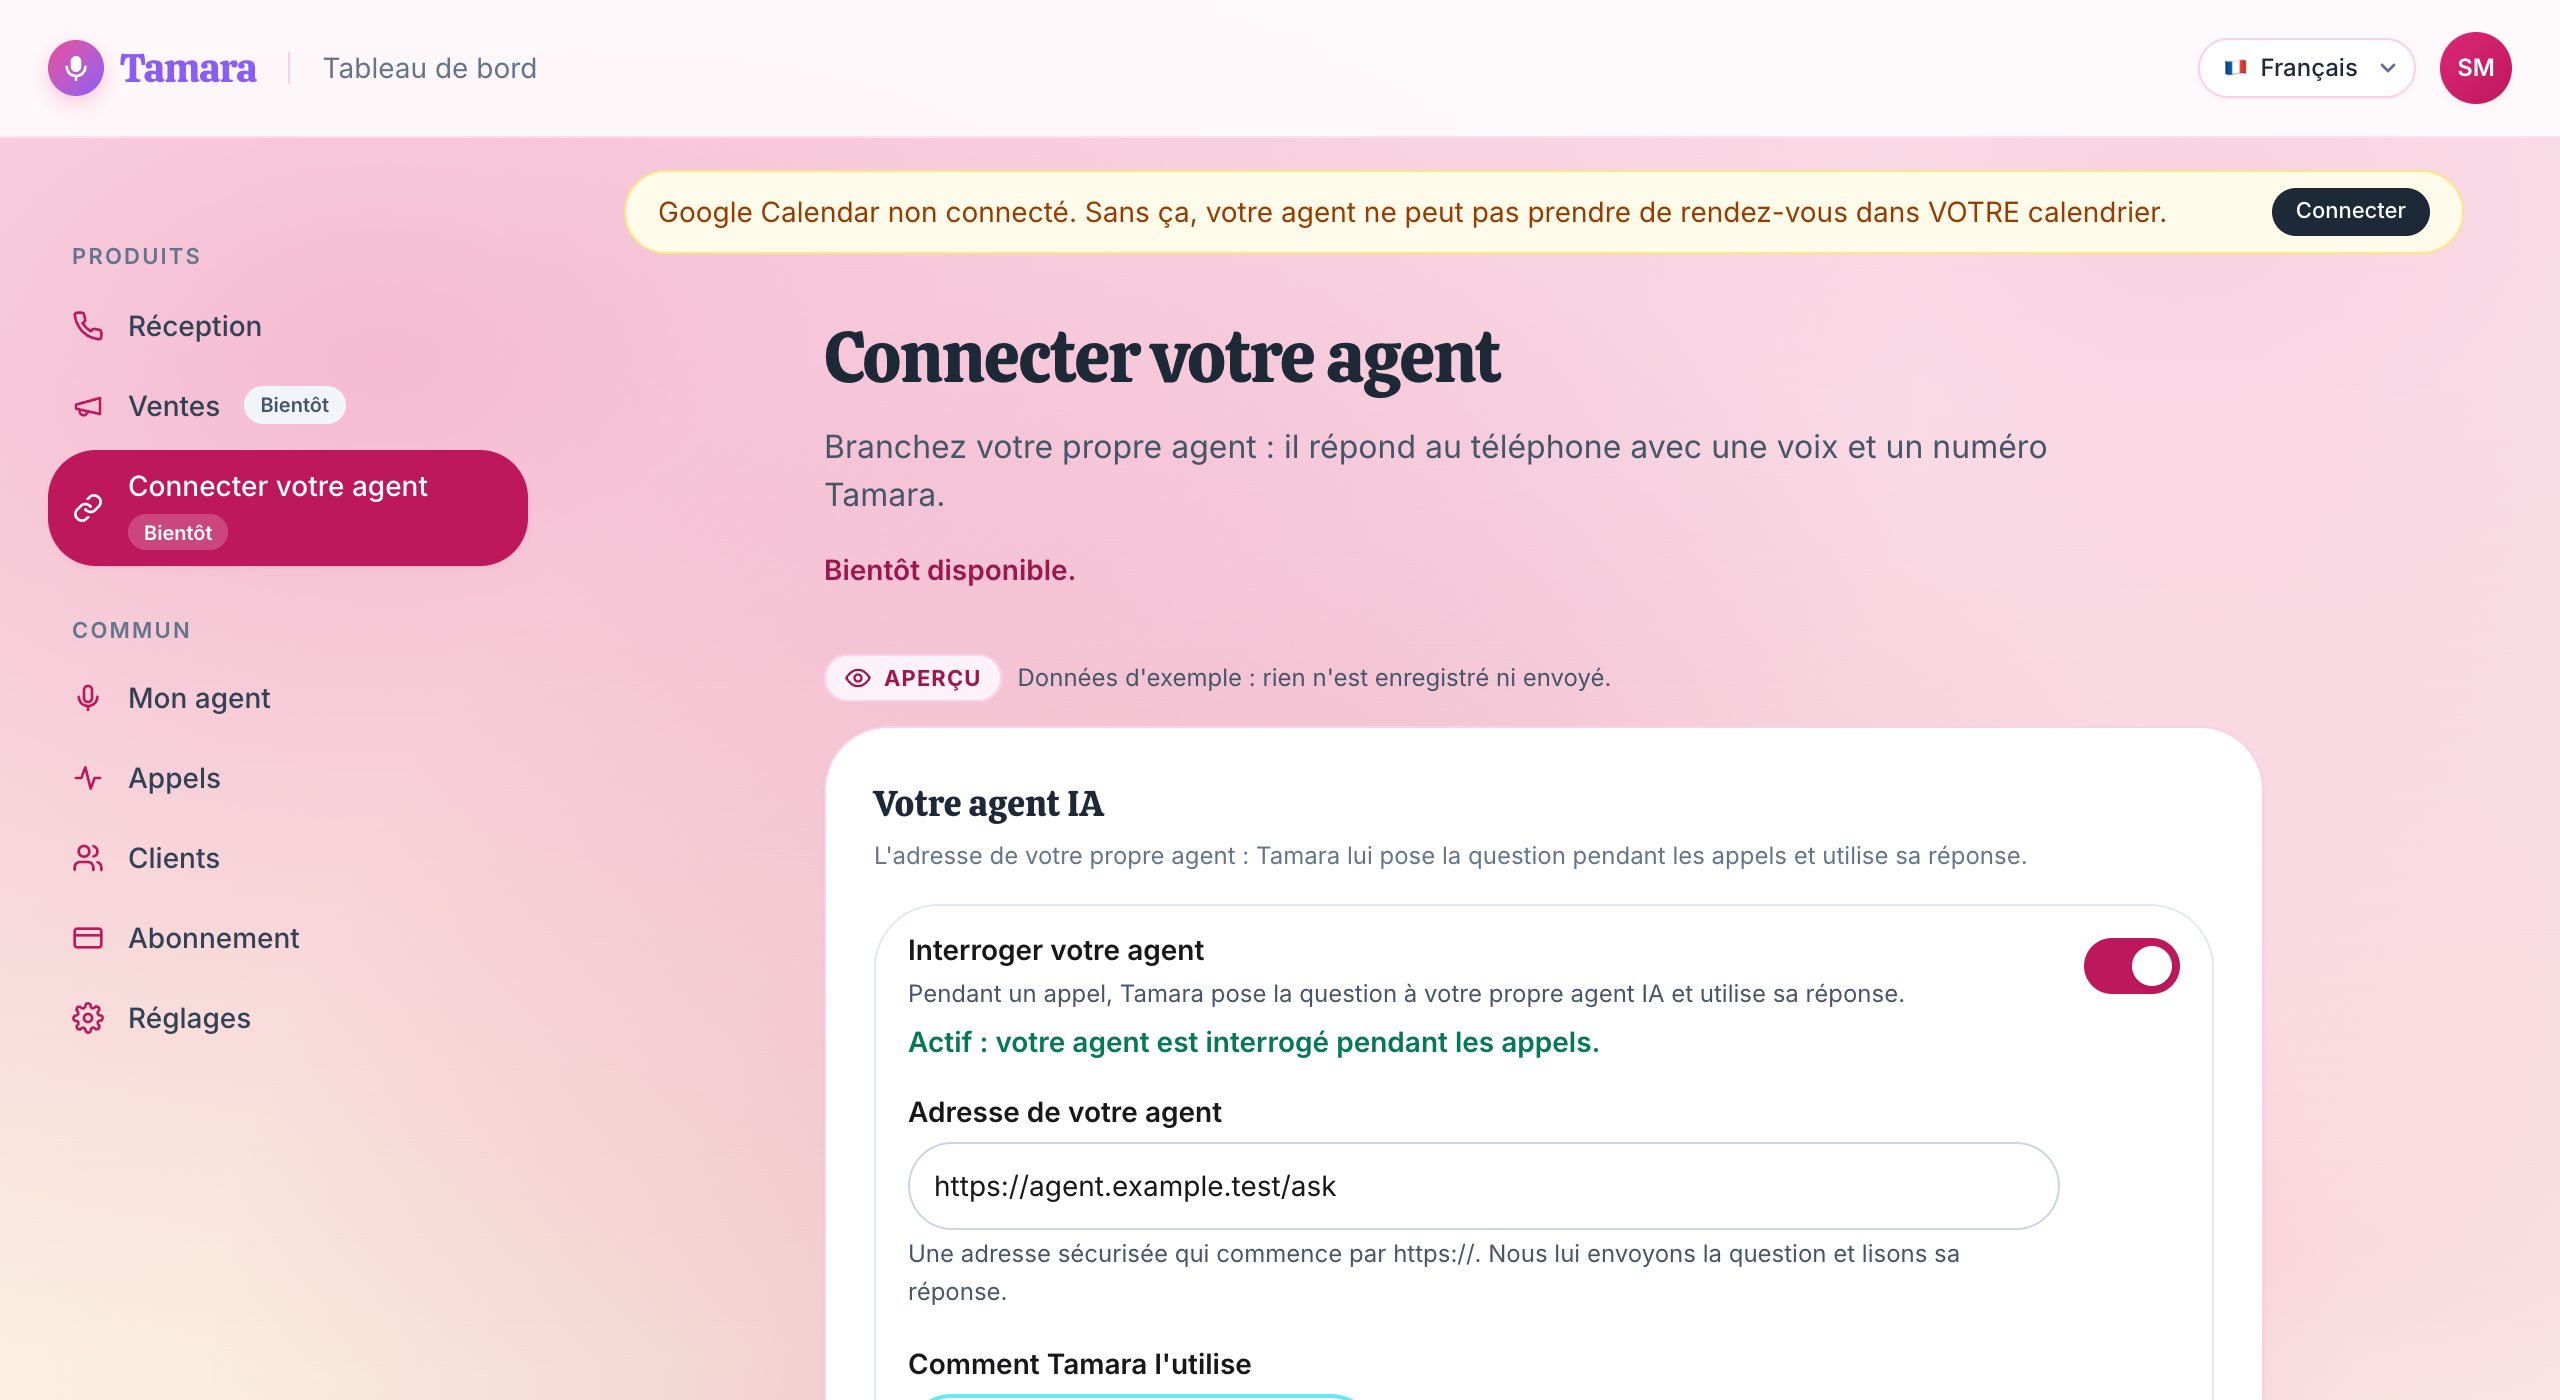 Tamara
Tableau de bord
Français
SM
Google Calendar non connecté. Sans ça, votre agent ne peut pas prendre de rendez-vous dans VOTRE calendrier.
Connecter
PRODUITS
Réception
Ventes
Bientôt
Connecter votre agent
Bientôt
COMMUN
Mon agent
Appels
Clients
Abonnement
Réglages
Connecter votre agent
Branchez votre propre agent : il répond au téléphone avec une voix et un numéro
Tamara.
Bientôt disponible.
APERÇU
Données d'exemple : rien n'est enregistré ni envoyé.
Votre agent IA
L'adresse de votre propre agent : Tamara lui pose la question pendant les appels et utilise sa réponse.
Interroger votre agent
Pendant un appel, Tamara pose la question à votre propre agent IA et utilise sa réponse.
Actif : votre agent est interrogé pendant les appels.
Adresse de votre agent
https://agent.example.test/ask
Une adresse sécurisée qui commence par https://. Nous lui envoyons la question et lisons sa
réponse.
Comment Tamara l'utilise